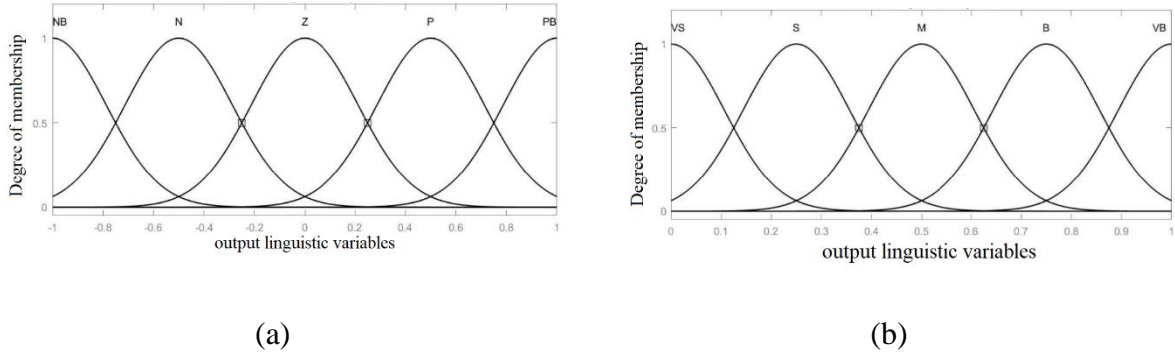 NB N Z P PB
1
0.5
0
Degree of membership
-1 -0.8 -0.6 -0.4 -0.2 0 0.2 0.4 0.6 0.8 1
output linguistic variables
(a)
VS S M B VB
1
0.5
0
Degree of membership
0 0.1 0.2 0.3 0.4 0.5 0.6 0.7 0.8 0.9 1
output linguistic variables
(b)